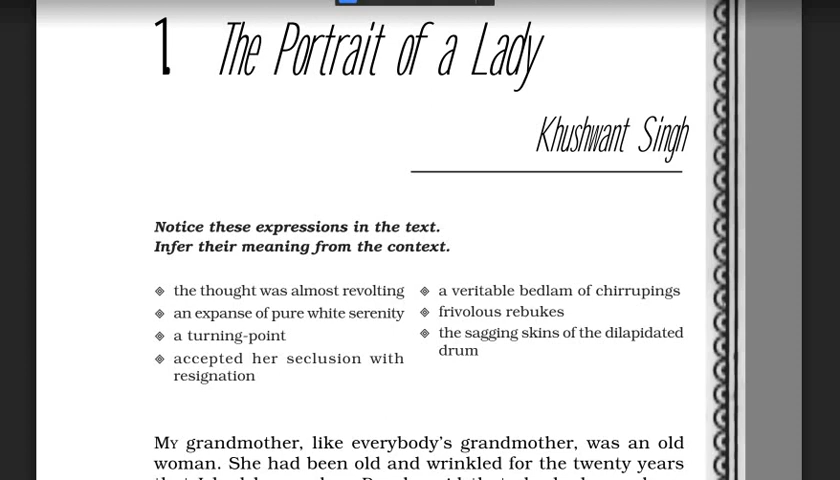 1 The Portrait of a Lady
Khushwant Singh
Notice these expressions in the text.
Infer their meaning from the context.
the thought was almost revolting
an expanse of pure white serenity
a turning-point
accepted her seclusion with
resignation
a veritable bedlam of chirrupings
frivolous rebukes
the sagging skins of the dilapidated
drum
MY grandmother, like everybody's grandmother, was an old
woman. She had been old and wrinkled for the twenty years